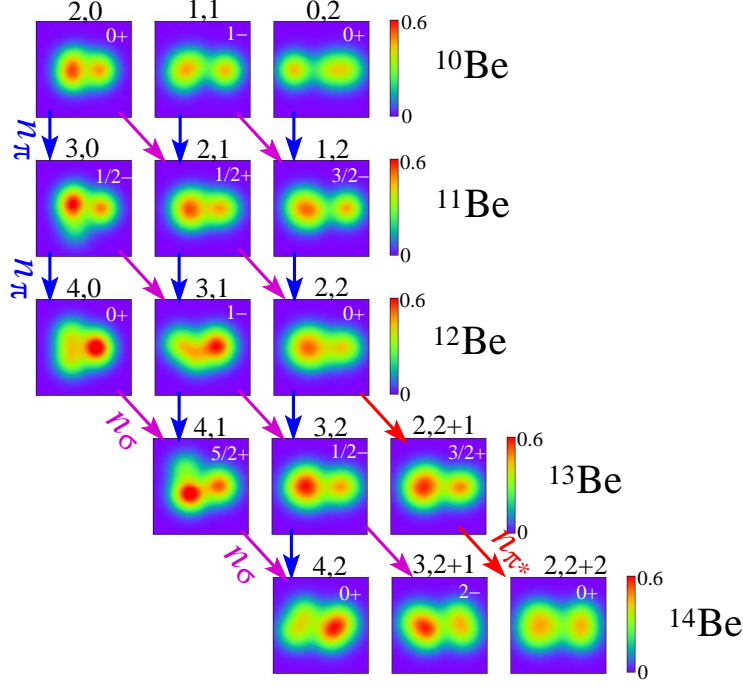 2,0 1,1 0,2
0+ 1− 0+ 0.6
¹⁰Be
0
nπ
3,0 2,1 1,2
1/2− 1/2+ 3/2− 0.6
¹¹Be
0
nπ
4,0 3,1 2,2
0+ 1− 0+ 0.6
¹²Be
0
nσ
4,1 3,2 2,2+1
5/2+ 1/2− 3/2+ 0.6
¹³Be
0
nσ nπ*
4,2 3,2+1 2,2+2
0+ 2− 0+ 0.6
¹⁴Be
0